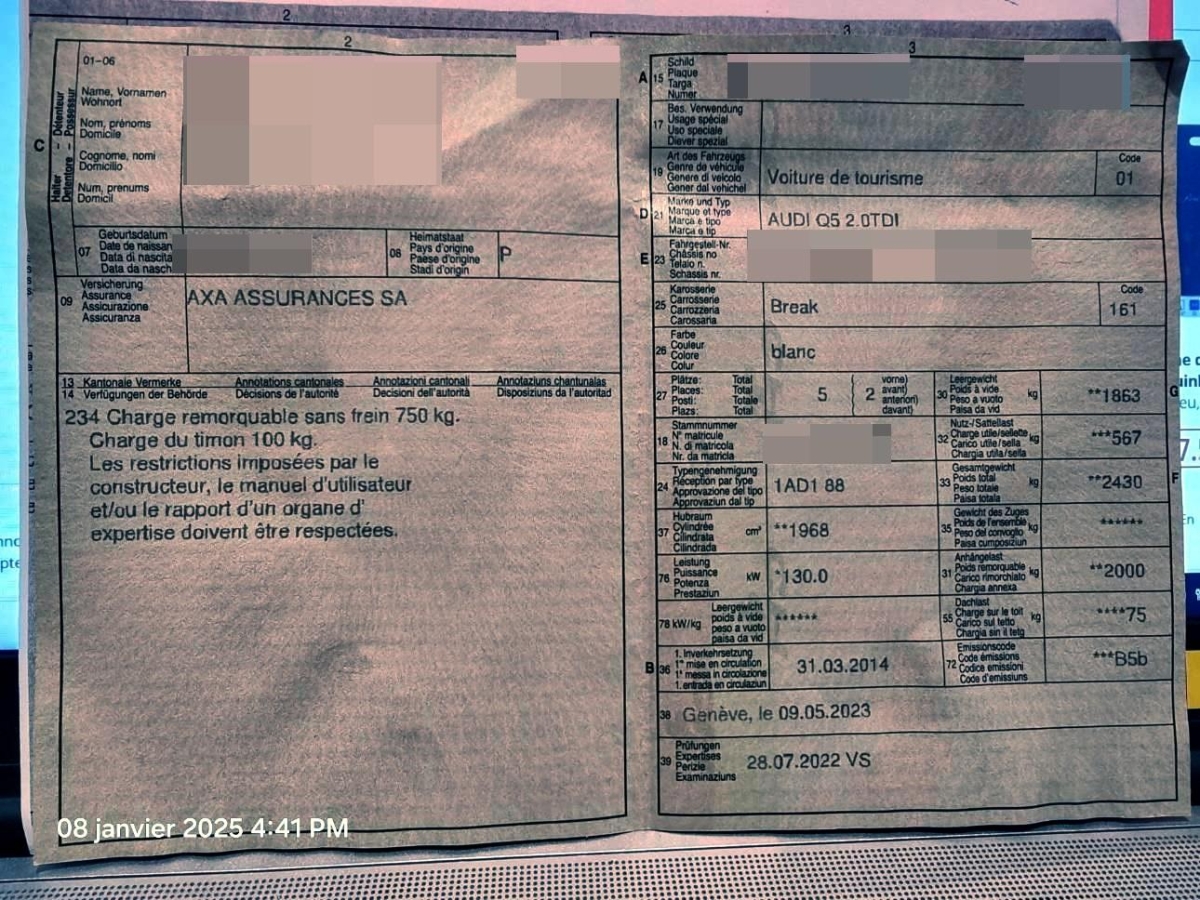 2
3
2
3
C
Halter - Détenteur
Detentore - Possessur
01-06
Name, Vornamen
Wohnort
Nom, prénoms
Domicile
Cognome, nomi
Domicilio
Num, prenums
Domicil
07
Geburtsdatum
Date de naissan
Data di nascita
Data da nasch
08
Heimatstaat
Pays d'origine
Paese d'origine
Stadi d'origin
P
09
Versicherung
Assurance
Assicurazione
Assicuranza
AXA ASSURANCES SA
13 Kantonale Vermerke Annotations cantonales Annotazioni cantonali Annotaziuns chantunalas
14 Verfügungen der Behörde Décisions de l'autorité Decisioni dell'autorità Disposiziuns da l'autoritad
234 Charge remorquable sans frein 750 kg.
Charge du timon 100 kg.
Les restrictions imposées par le
constructeur, le manuel d'utilisateur
et/ou le rapport d'un organe d'
expertise doivent être respectées.
A 15
Schild
Plaque
Targa
Numer
17
Bes. Verwendung
Usage spécial
Uso speciale
Diever spezial
19
Art des Fahrzeugs
Genre de véhicule
Genere di veicolo
Gener dal vehichel
Voiture de tourisme
Code
01
D 21
Marke und Typ
Marque et type
Marca e tipo
Marca e tip
AUDI Q5 2.0TDI
E 23
Fahrgestell-Nr.
Châssis no
Telaio n.
Schassis nr.
25
Karosserie
Carrosserie
Carrozzeria
Carossaria
Break
Code
161
26
Farbe
Couleur
Colore
Colur
blanc
27
Plätze: Total
Places: Total
Posti: Totale
Plazs: Totale
5
2
vorne)
avant)
anteriori)
davant)
30
Leergewicht
Poids à vide
Peso a vuoto
Paisa da vid
kg
**1863
G
18
Stammnummer
N° matricule
N. di matricola
Nr. da matricla
32
Nutz-/Sattellast
Charge utile/sellette
Carico utile/sella
Chargia utila/sella
kg
***567
24
Typengenehmigung
Réception par type
Approvazione del tipo
Approvaziun dal tip
1AD1 88
33
Gesamtgewicht
Poids total
Peso totale
Paisa totala
kg
**2430
F
37
Hubraum
Cylindrée
Cilindrata
Cilindrada
cm³
**1968
35
Gewicht des Zuges
Poids de l'ensemble
Peso del convoglio
Paisa cumposiziun
kg
******
76
Leistung
Puissance
Potenza
Prestaziun
kW
*130.0
31
Anhängelast
Poids remorquable
Carico rimorchiato
Chargia annexa
kg
**2000
78 kW/kg
Leergewicht
poids à vide
peso a vuoto
paisa da vid
******
55
Dachlast
Charge sur le toit
Carico sul tetto
Chargia sin il tetg
kg
****75
B 36
1. Inverkehrsetzung
1re mise en circulation
1a messa in circolazione
1. entrada en circulaziun
31.03.2014
72
Emissionscode
Code émissions
Codice emissioni
Code d'emissiuns
***B5b
38 Genève, le 09.05.2023
39
Prüfungen
Expertises
Perizie
Examinaziuns
28.07.2022 VS
08 janvier 2025 4:41 PM